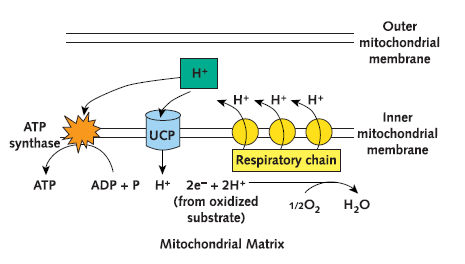 Outer
mitochondrial
membrane
H⁺
H⁺ H⁺ H⁺
Inner
mitochondrial
membrane
ATP
synthase
UCP
Respiratory chain
ATP ADP + P H⁺ 2e⁻ + 2H⁺
(from oxidized
substrate)
1/2O₂ H₂O
Mitochondrial Matrix